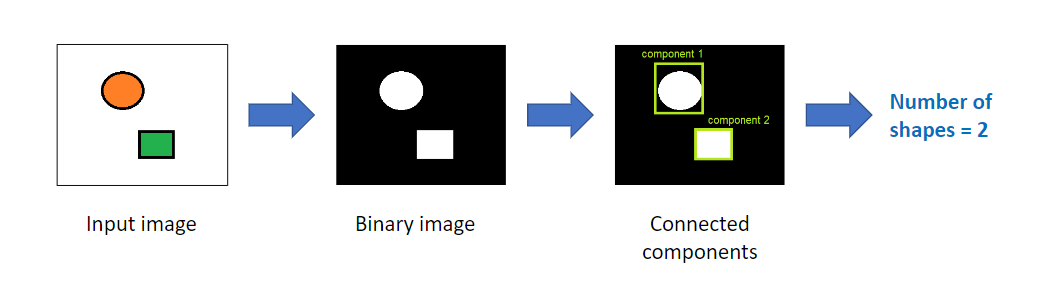 component 1
component 2
Number of
shapes = 2
Input image
Binary image
Connected
components